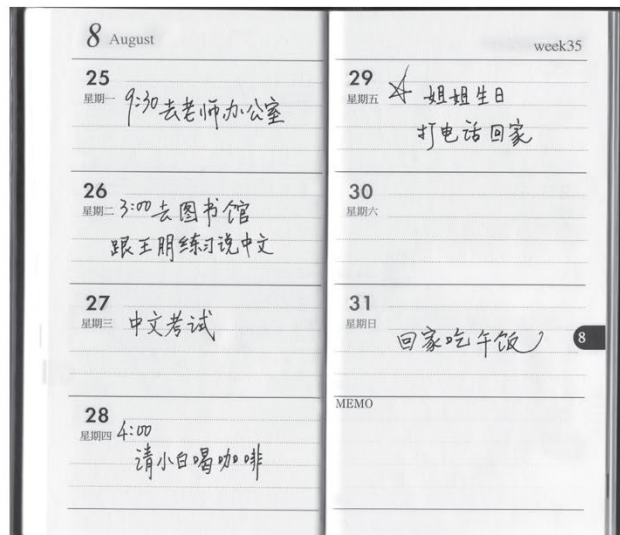 8 August
25
星期一 9:30去老师办公室
26
星期二 3:00去图书馆
跟王朋练习说中文
27
星期三 中文考试
28
星期四 4:00
请小白喝咖啡
week35
29
星期五 姐姐生日
打电话回家
30
星期六
31
星期日
回家吃午饭
8
MEMO